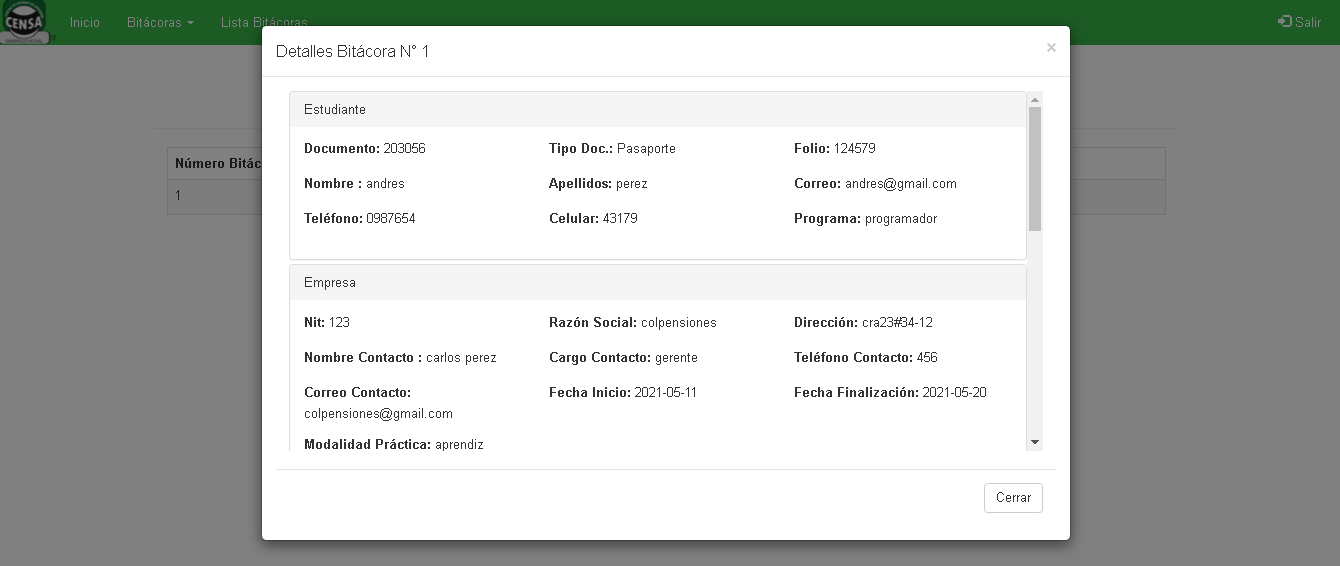 CENSA
Inicio
Bitácoras
Lista Bitácoras
Salir
Detalles Bitácora N° 1
×
Estudiante
Documento: 203056 Tipo Doc.: Pasaporte Folio: 124579
Número Bitác
Nombre : andres Apellidos: perez Correo: andres@gmail.com
1
Teléfono: 0987654 Celular: 43179 Programa: programador
Empresa
Nit: 123 Razón Social: colpensiones Dirección: cra23#34-12
Nombre Contacto : carlos perez Cargo Contacto: gerente Teléfono Contacto: 456
Correo Contacto: Fecha Inicio: 2021-05-11 Fecha Finalización: 2021-05-20
colpensiones@gmail.com
Modalidad Práctica: aprendiz
Cerrar